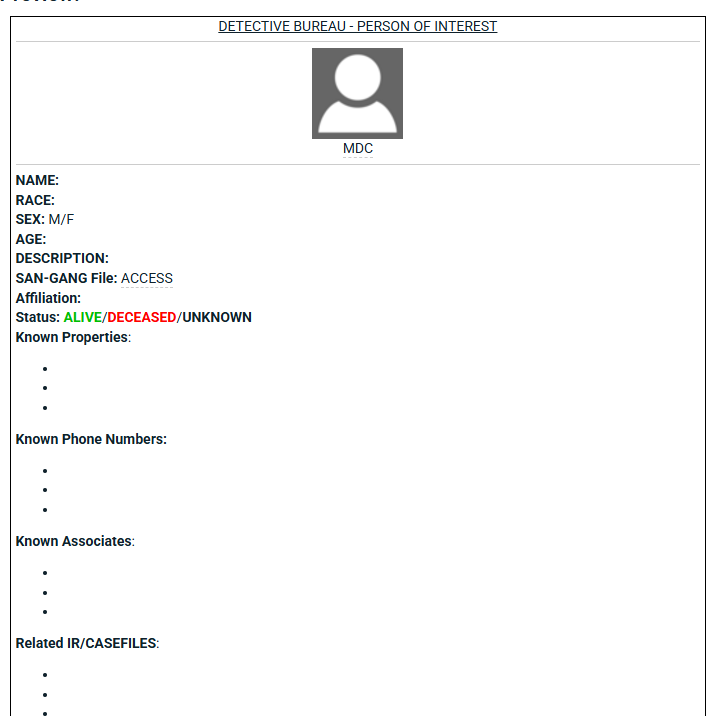 DETECTIVE BUREAU - PERSON OF INTEREST
MDC
NAME:
RACE:
SEX: M/F
AGE:
DESCRIPTION:
SAN-GANG File: ACCESS
Affiliation:
Status: ALIVE/DECEASED/UNKNOWN
Known Properties:
Known Phone Numbers:
Known Associates:
Related IR/CASEFILES: